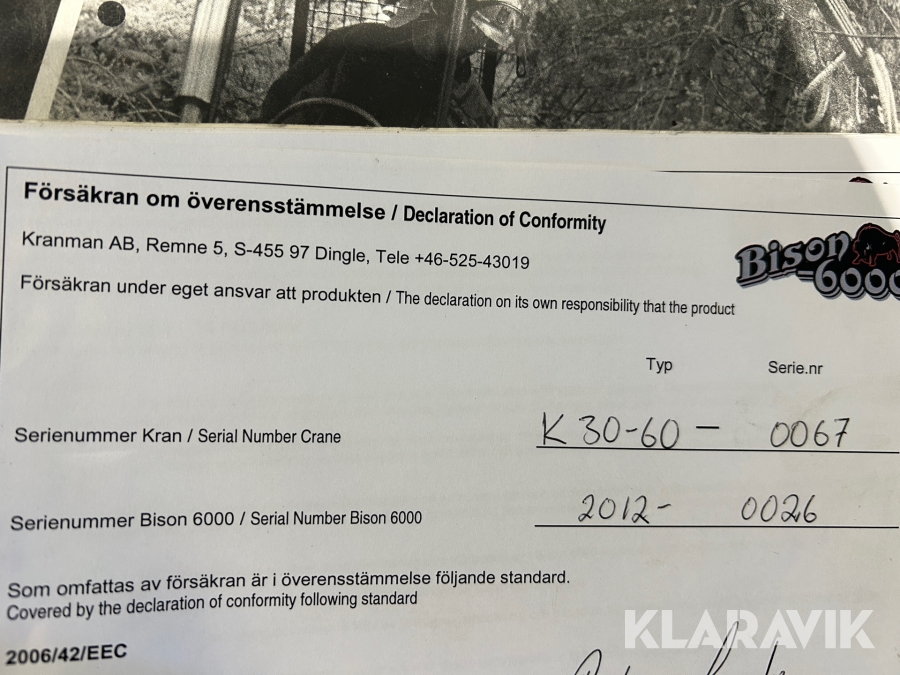 Försäkran om överensstämmelse / Declaration of Conformity
Kranman AB, Remne 5, S-455 97 Dingle, Tele +46-525-43019
Bison
6000
Försäkran under eget ansvar att produkten / The declaration on its own responsibility that the product
Typ Serie.nr
Serienummer Kran / Serial Number Crane K 30-60 - 0067
Serienummer Bison 6000 / Serial Number Bison 6000 2012- 0026
Som omfattas av försäkran är i överensstämmelse följande standard.
Covered by the declaration of conformity following standard
KLARAVIK
2006/42/EEC